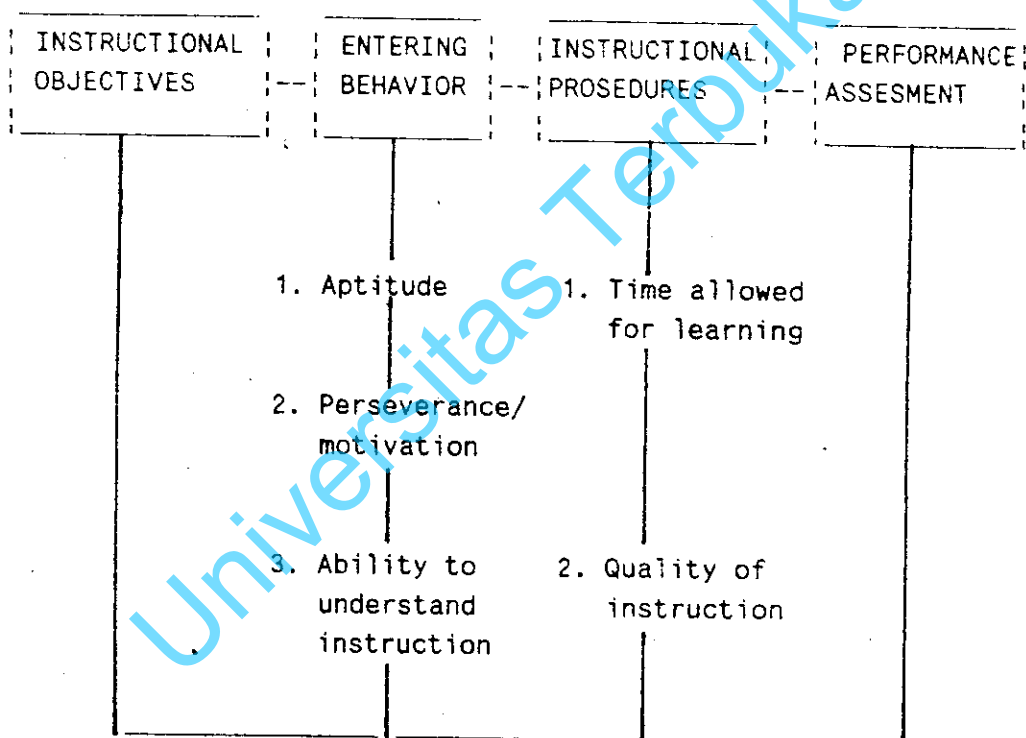 INSTRUCTIONAL
OBJECTIVES
ENTERING
BEHAVIOR
INSTRUCTIONAL
PROSEDURES
PERFORMANCE
ASSESMENT
1. Aptitude
2. Perseverance/
motivation
3. Ability to
understand
instruction
1. Time allowed
for learning
2. Quality of
instruction
Universitas Terbuka